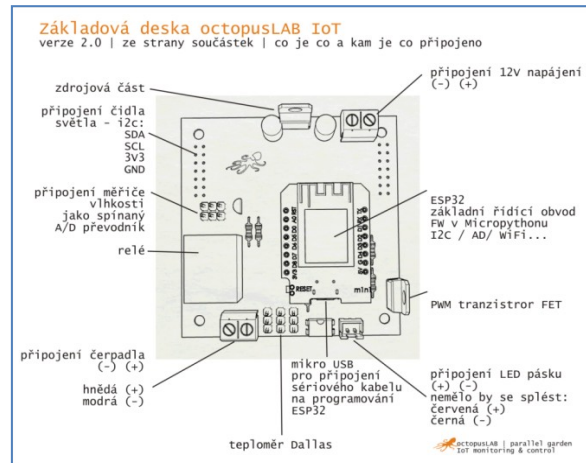 Základová deska octopusLAB IoT
verze 2.0 | ze strany součástek | co je co a kam je co připojeno
zdrojová část
připojení čidla
světla - i2c:
SDA
SCL
3V3
GND
připojení měřiče
vlhkosti
jako spínaný
A/D převodník
relé
připojení čerpadla
(-) (+)
hnědá (+)
modrá (-)
teploměr Dallas
mikro USB
pro připojení
sériového kabelu
na programování
ESP32
připojení 12V napájení
(-) (+)
ESP32
základní řídící obvod
FW v Micropythonu
I2C / AD/ WiFi...
PWM tranzistror FET
připojení LED pásku
(+) (-)
nemělo by se splést:
červená (+)
černá (-)
RESET
mini
octopusLAB | parallel garden
IoT monitoring & control